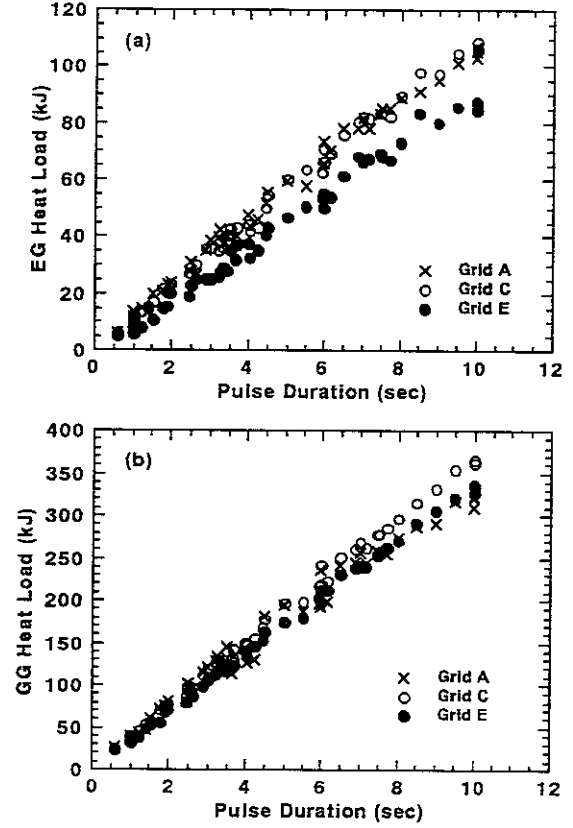 (a)
120
100
80
60
40
20
0
EG Heat Load (kJ)
× Grid A
○ Grid C
● Grid E
0 2 4 6 8 10 12
Pulse Duration (sec)
(b)
400
350
300
250
200
150
100
50
0
GG Heat Load (kJ)
× Grid A
○ Grid C
● Grid E
0 2 4 6 8 10 12
Pulse Duration (sec)